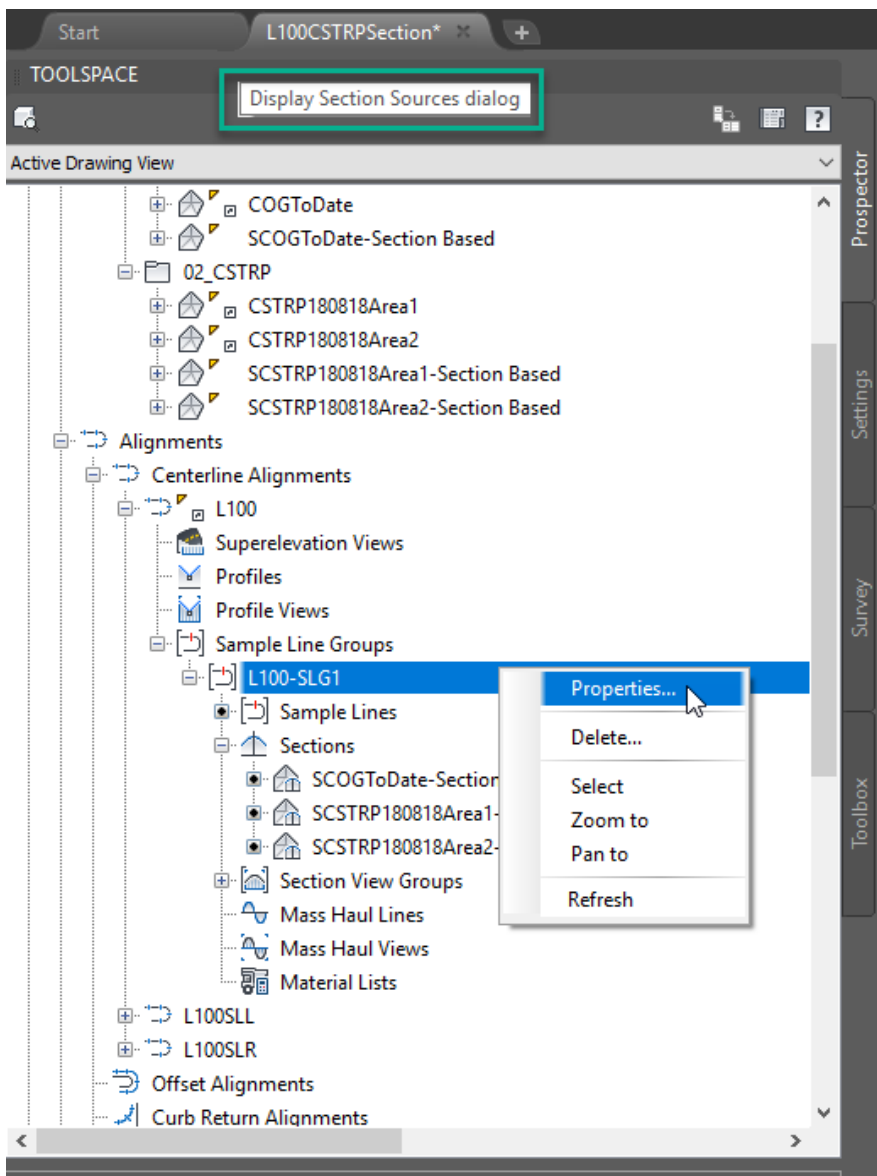 Start
L100CSTRPSection*
TOOLSPACE
Display Section Sources dialog
Active Drawing View
COGToDate
SCOGToDate-Section Based
02_CSTRP
CSTRP180818Area1
CSTRP180818Area2
SCSTRP180818Area1-Section Based
SCSTRP180818Area2-Section Based
Alignments
Centerline Alignments
L100
Superelevation Views
Profiles
Profile Views
Sample Line Groups
L100-SLG1
Sample Lines
Sections
SCOGToDate-Section
SCSTRP180818Area1-
SCSTRP180818Area2-
Section View Groups
Mass Haul Lines
Mass Haul Views
Material Lists
L100SLL
L100SLR
Offset Alignments
Curb Return Alignments
Properties...
Delete...
Select
Zoom to
Pan to
Refresh
Prospector
Settings
Survey
Toolbox